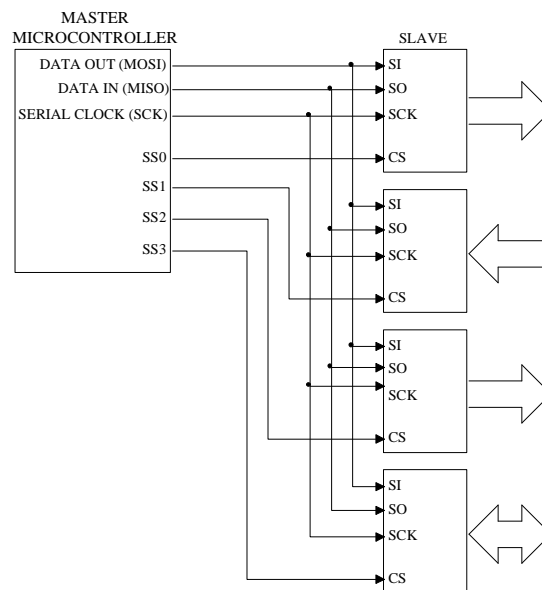 MASTER
MICROCONTROLLER
DATA OUT (MOSI)
DATA IN (MISO)
SERIAL CLOCK (SCK)
SS0
SS1
SS2
SS3
SLAVE
SI
SO
SCK
CS
SI
SO
SCK
CS
SI
SO
SCK
CS
SI
SO
SCK
CS